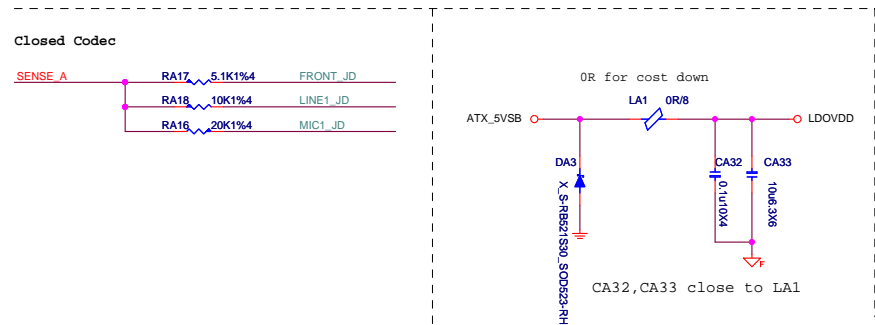 Closed Codec
SENSE_A RA17 5.1K1%4 FRONT_JD
RA18 10K1%4 LINE1_JD
RA16 20K1%4 MIC1_JD
0R for cost down
LA1 0R/8
ATX_5VSB LDOVDD
DA3 CA32 CA33
X_S-RB521S30_SOD523-RH
0.1u10X4
10u6.3X6
F
CA32,CA33 close to LA1